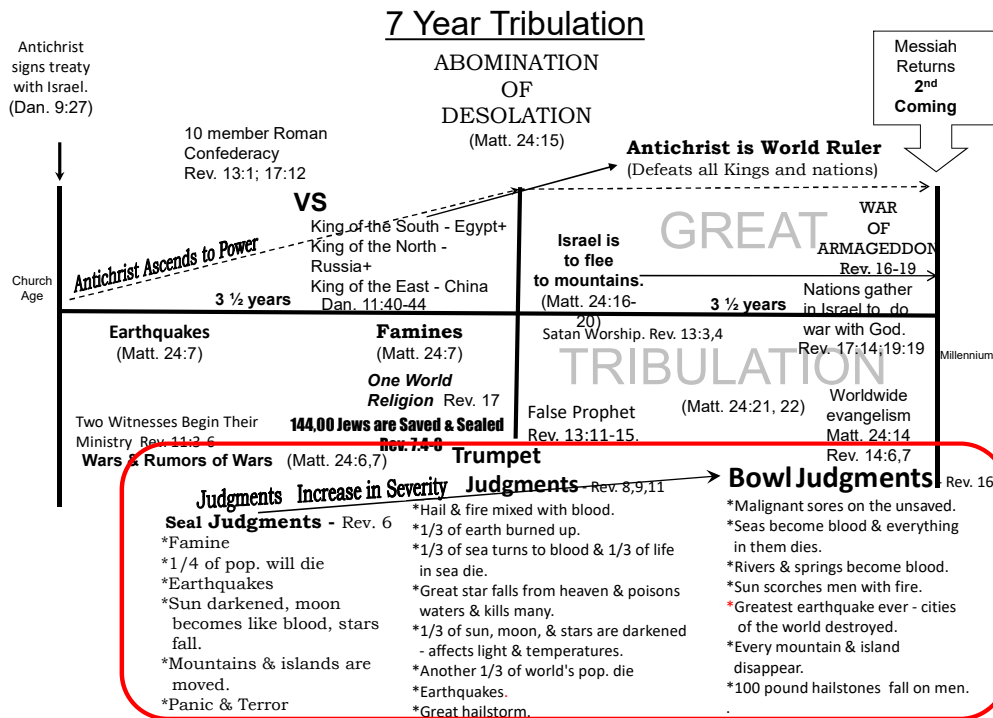 7 Year Tribulation
Antichrist
signs treaty
with Israel.
(Dan. 9:27)
ABOMINATION
OF
DESOLATION
(Matt. 24:15)
Messiah
Returns
2nd
Coming
10 member Roman
Confederacy
Rev. 13:1; 17:12
VS
King of the South - Egypt+
King of the North -
Russia+
King of the East - China
Dan. 11:40-44
Antichrist is World Ruler
(Defeats all Kings and nations)
Antichrist Ascends to Power
Church
Age
3 ½ years
Israel is
to flee
to mountains.
(Matt. 24:16-
20)
GREAT
WAR
OF
ARMAGEDDON
Rev. 16-19
3 ½ years
Nations gather
in Israel to do
war with God.
Rev. 17:14;19:19
Millennium
Earthquakes
(Matt. 24:7)
Famines
(Matt. 24:7)
One World
Religion Rev. 17
Satan Worship. Rev. 13:3,4
TRIBULATION
Two Witnesses Begin Their
Ministry Rev. 11:3-6
144,00 Jews are Saved & Sealed
Rev. 7:4-8
False Prophet
Rev. 13:11-15.
(Matt. 24:21, 22)
Worldwide
evangelism
Matt. 24:14
Rev. 14:6,7
Wars & Rumors of Wars (Matt. 24:6,7)
Judgments Increase in Severity
Seal Judgments - Rev. 6
*Famine
*1/4 of pop. will die
*Earthquakes
*Sun darkened, moon
becomes like blood, stars
fall.
*Mountains & islands are
moved.
*Panic & Terror
Trumpet
Judgments - Rev. 8,9,11
*Hail & fire mixed with blood.
*1/3 of earth burned up.
*1/3 of sea turns to blood & 1/3 of life
in sea die.
*Great star falls from heaven & poisons
waters & kills many.
*1/3 of sun, moon, & stars are darkened
- affects light & temperatures.
*Another 1/3 of world's pop. die
*Earthquakes.
*Great hailstorm.
Bowl Judgments - Rev. 16
*Malignant sores on the unsaved.
*Seas become blood & everything
in them dies.
*Rivers & springs become blood.
*Sun scorches men with fire.
*Greatest earthquake ever - cities
of the world destroyed.
*Every mountain & island
disappear.
*100 pound hailstones fall on men.
.